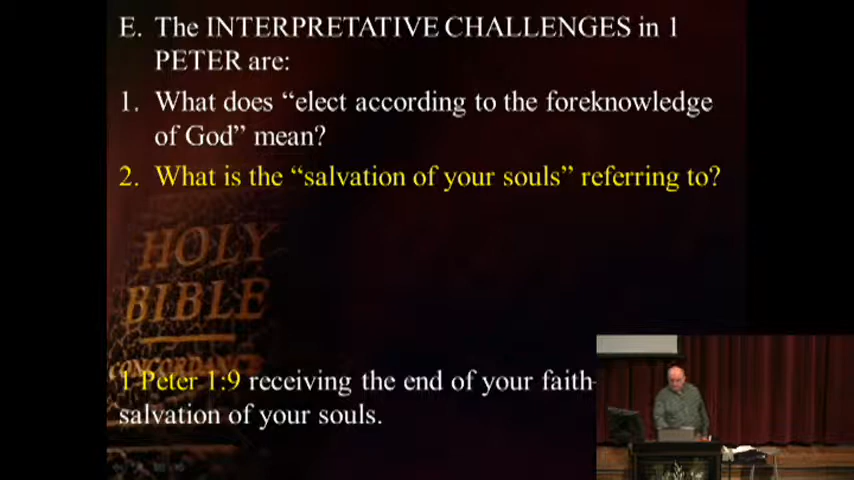 E. The INTERPRETATIVE CHALLENGES in 1
PETER are:
1. What does “elect according to the foreknowledge
of God” mean?
2. What is the “salvation of your souls” referring to?
HOLY
BIBLE
CONCORDANCE
1 Peter 1:9 receiving the end of your faith-
salvation of your souls.